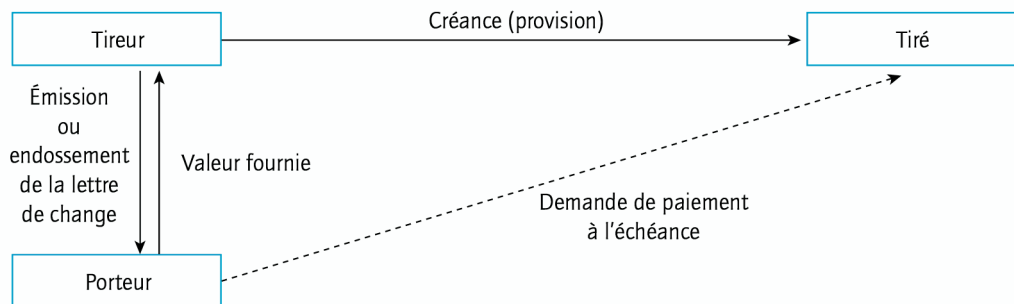 Créance (provision)
Tireur
Tiré
Émission
ou
endossement
de la lettre
de change
Valeur fournie
Demande de paiement
à l'échéance
Porteur